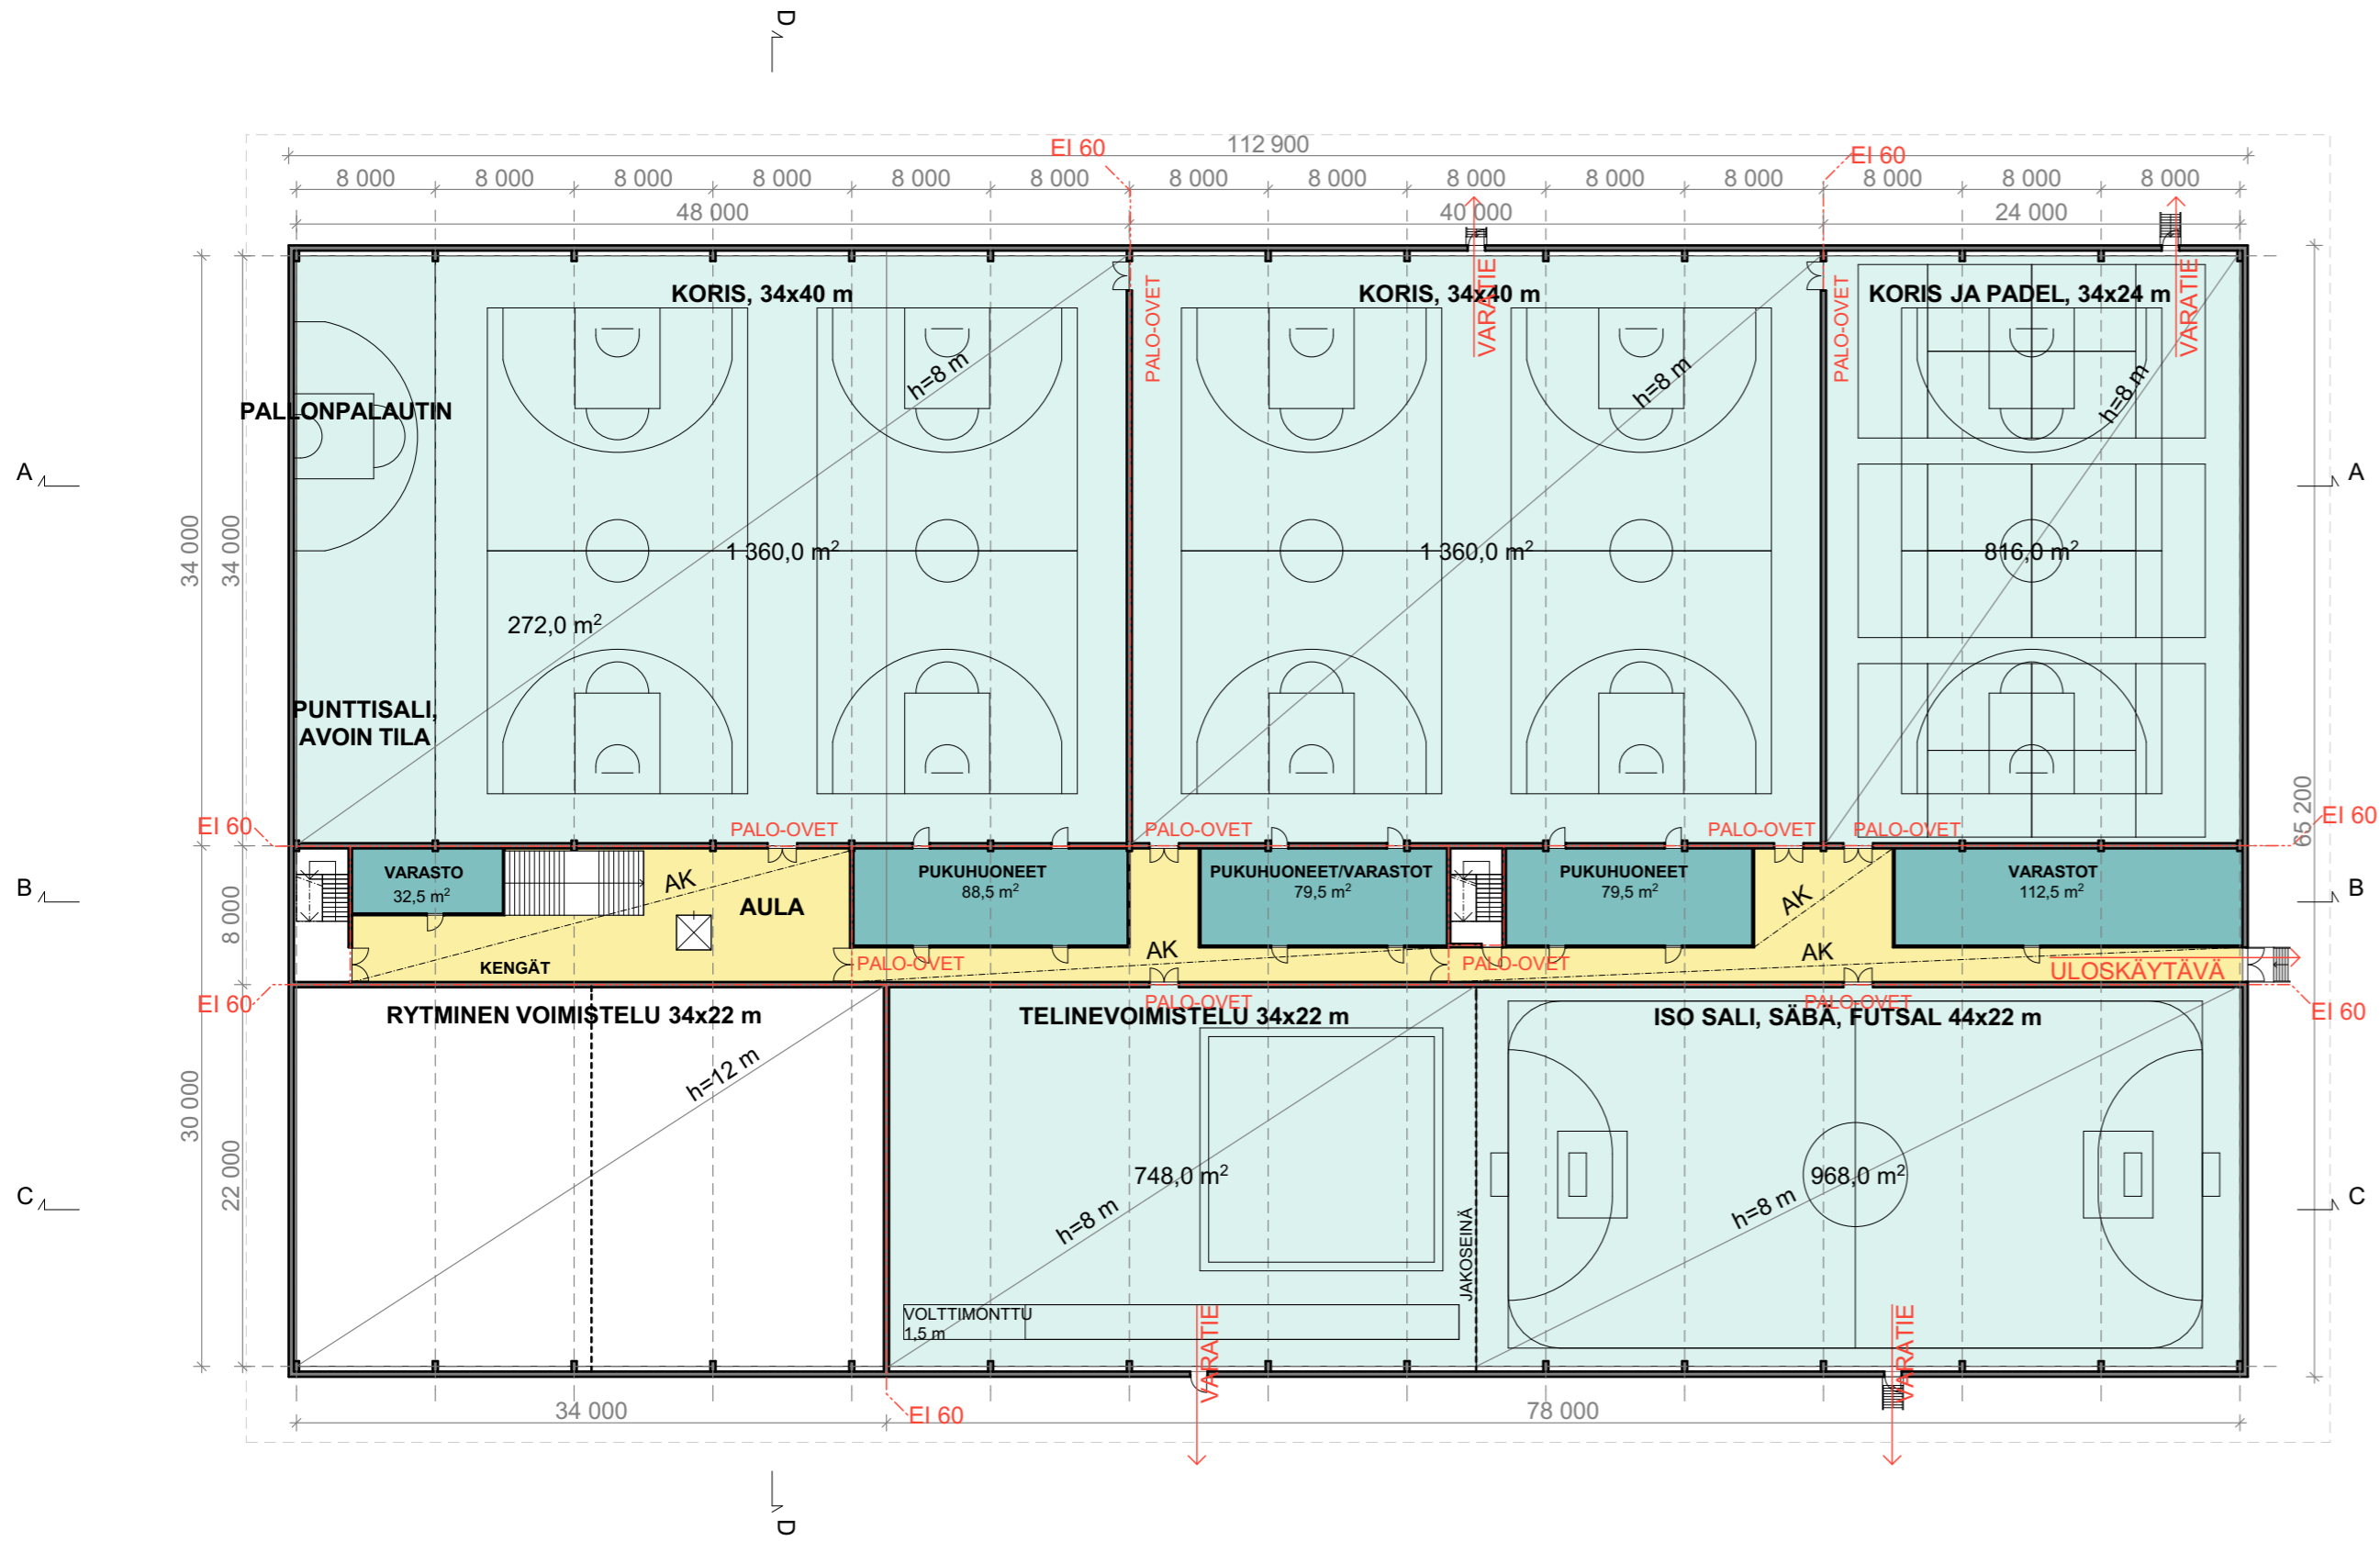 D
EI 60
112 900
EI 60
8 000
8 000
8 000
8 000
8 000
8 000
8 000
8 000
8 000
8 000
8 000
8 000
8 000
8 000
48 000
40 000
24 000
KORIS, 34x40 m
KORIS, 34x40 m
KORIS JA PADEL, 34x24 m
PALO-OVET
VARATIE
PALO-OVET
VARATIE
h=8 m
h=8 m
h=8 m
PALLONPALAUTIN
A
A
34 000
34 000
1 360,0 m²
1 360,0 m²
816,0 m²
272,0 m²
PUNTTISALI,
AVOIN TILA
65 200
EI 60
PALO-OVET
PALO-OVET
PALO-OVET
PALO-OVET
EI 60
B
8 000
VARASTO
32,5 m²
AK
AULA
PUKUHUONEET
88,5 m²
PUKUHUONEET/VARASTOT
79,5 m²
PUKUHUONEET
79,5 m²
AK
VARASTOT
112,5 m²
B
KENGÄT
PALO-OVET
AK
PALO-OVET
AK
ULOSKÄYTÄVÄ
EI 60
PALO-OVET
PALO-OVET
EI 60
RYTMINEN VOIMISTELU 34x22 m
TELINEVOIMISTELU 34x22 m
ISO SALI, SÄBÄ, FUTSAL 44x22 m
h=12 m
30 000
22 000
748,0 m²
968,0 m²
h=8 m
h=8 m
JAKOSEINÄ
C
C
VOLTTIMONTTU
1,5 m
VARATIE
VARATIE
34 000
EI 60
78 000
D